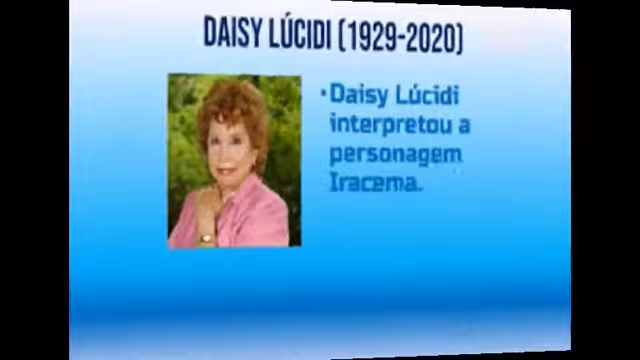 DAISY LÚCIDI (1929-2020)
•Daisy Lúcidi
interpretou a
personagem
Iracema.